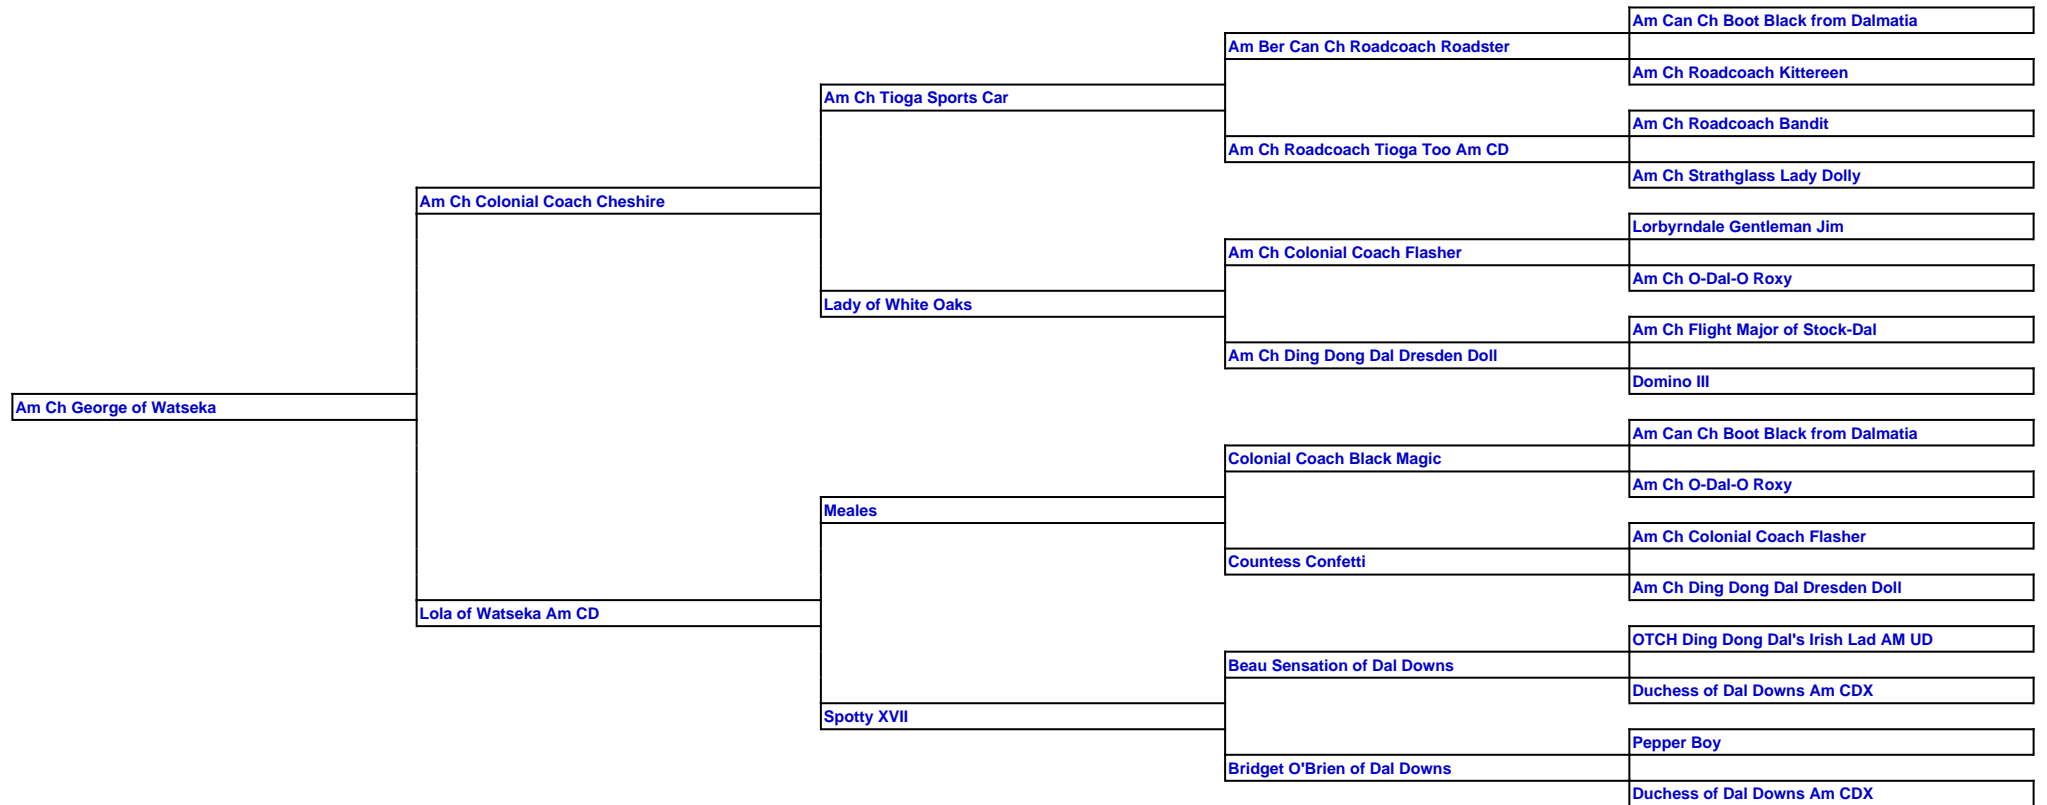 Am Can Ch Boot Black from Dalmatia
Am Ber Can Ch Roadcoach Roadster
Am Ch Roadcoach Kittereen
Am Ch Tioga Sports Car
Am Ch Roadcoach Bandit
Am Ch Roadcoach Tioga Too Am CD
Am Ch Strathglass Lady Dolly
Am Ch Colonial Coach Cheshire
Lorbyrndale Gentleman Jim
Am Ch Colonial Coach Flasher
Am Ch O-Dal-O Roxy
Lady of White Oaks
Am Ch Flight Major of Stock-Dal
Am Ch Ding Dong Dal Dresden Doll
Domino III
Am Ch George of Watseka
Am Can Ch Boot Black from Dalmatia
Colonial Coach Black Magic
Am Ch O-Dal-O Roxy
Meales
Am Ch Colonial Coach Flasher
Countess Confetti
Am Ch Ding Dong Dal Dresden Doll
Lola of Watseka Am CD
OTCH Ding Dong Dal's Irish Lad AM UD
Beau Sensation of Dal Downs
Duchess of Dal Downs Am CDX
Spotty XVII
Pepper Boy
Bridget O'Brien of Dal Downs
Duchess of Dal Downs Am CDX